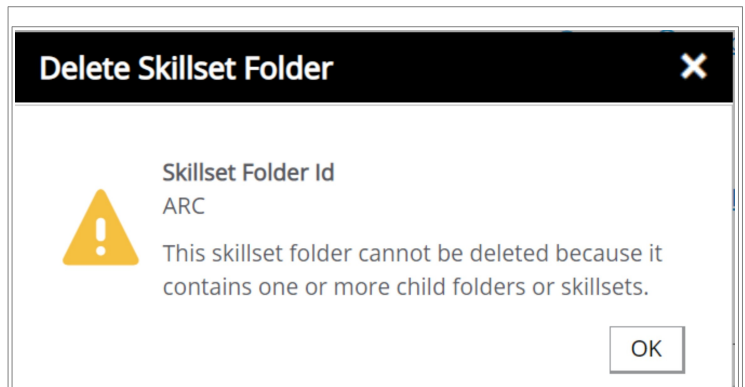 Delete Skillset Folder
Skillset Folder Id
ARC
This skillset folder cannot be deleted because it
contains one or more child folders or skillsets.
OK